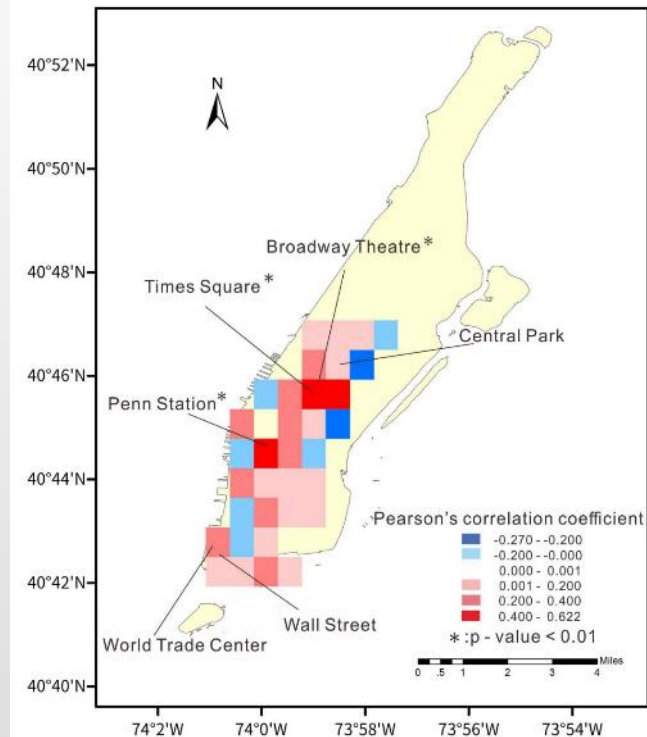 40°52'N
40°50'N
40°48'N
40°46'N
40°44'N
40°42'N
40°40'N
N
Broadway Theatre*
Times Square*
Central Park
Penn Station*
Pearson's correlation coefficient
-0.270 - -0.200
-0.200 - -0.000
0.000 - 0.001
0.001 - 0.200
0.200 - 0.400
0.400 - 0.622
* :p - value < 0.01
Wall Street
World Trade Center
Miles
0 .5 1 2 3 4
74°2'W 74°0'W 73°58'W 73°56'W 73°54'W